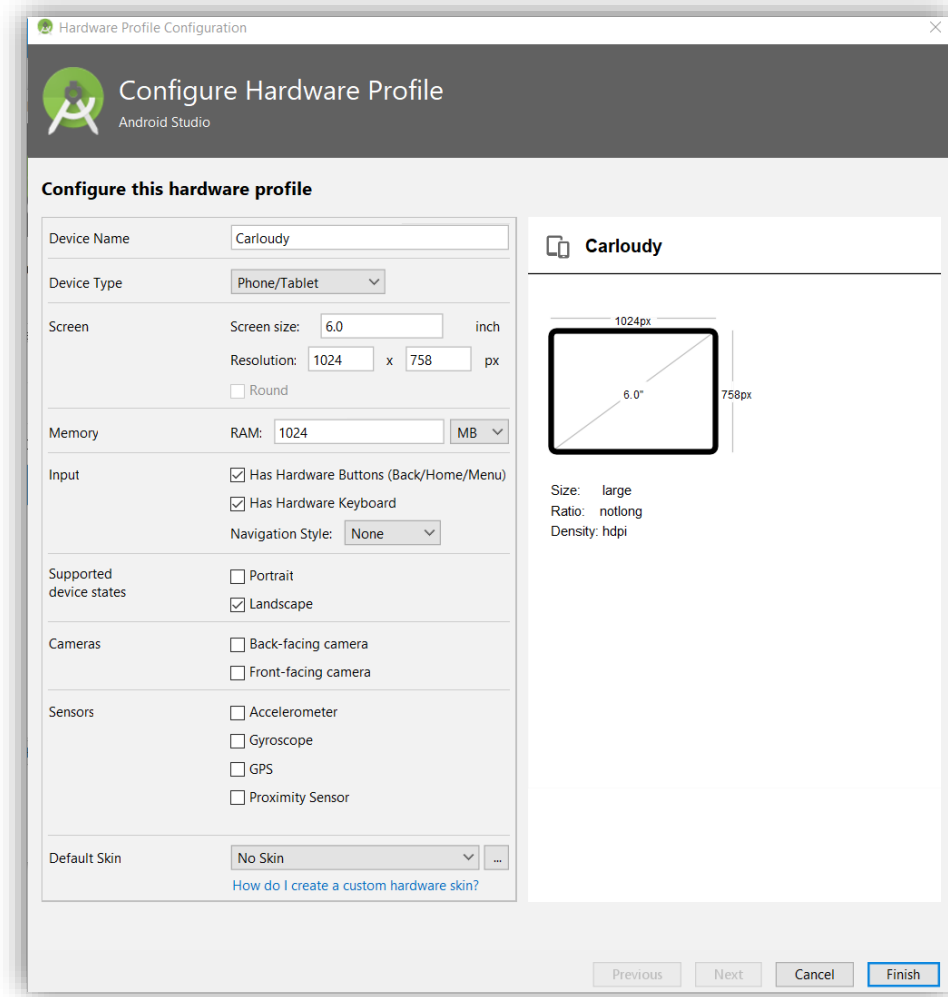 Hardware Profile Configuration
Configure Hardware Profile
Android Studio
Configure this hardware profile
Device Name Carloudy
Device Type Phone/Tablet
Screen Screen size: 6.0 inch
Resolution: 1024 x 758 px
Round
Memory RAM: 1024 MB
Input Has Hardware Buttons (Back/Home/Menu)
Has Hardware Keyboard
Navigation Style: None
Supported
device states
Portrait
Landscape
Cameras Back-facing camera
Front-facing camera
Sensors Accelerometer
Gyroscope
GPS
Proximity Sensor
Default Skin No Skin ...
How do I create a custom hardware skin?
Carloudy
1024px
6.0"
758px
Size: large
Ratio: notlong
Density: hdpi
Previous Next Cancel Finish